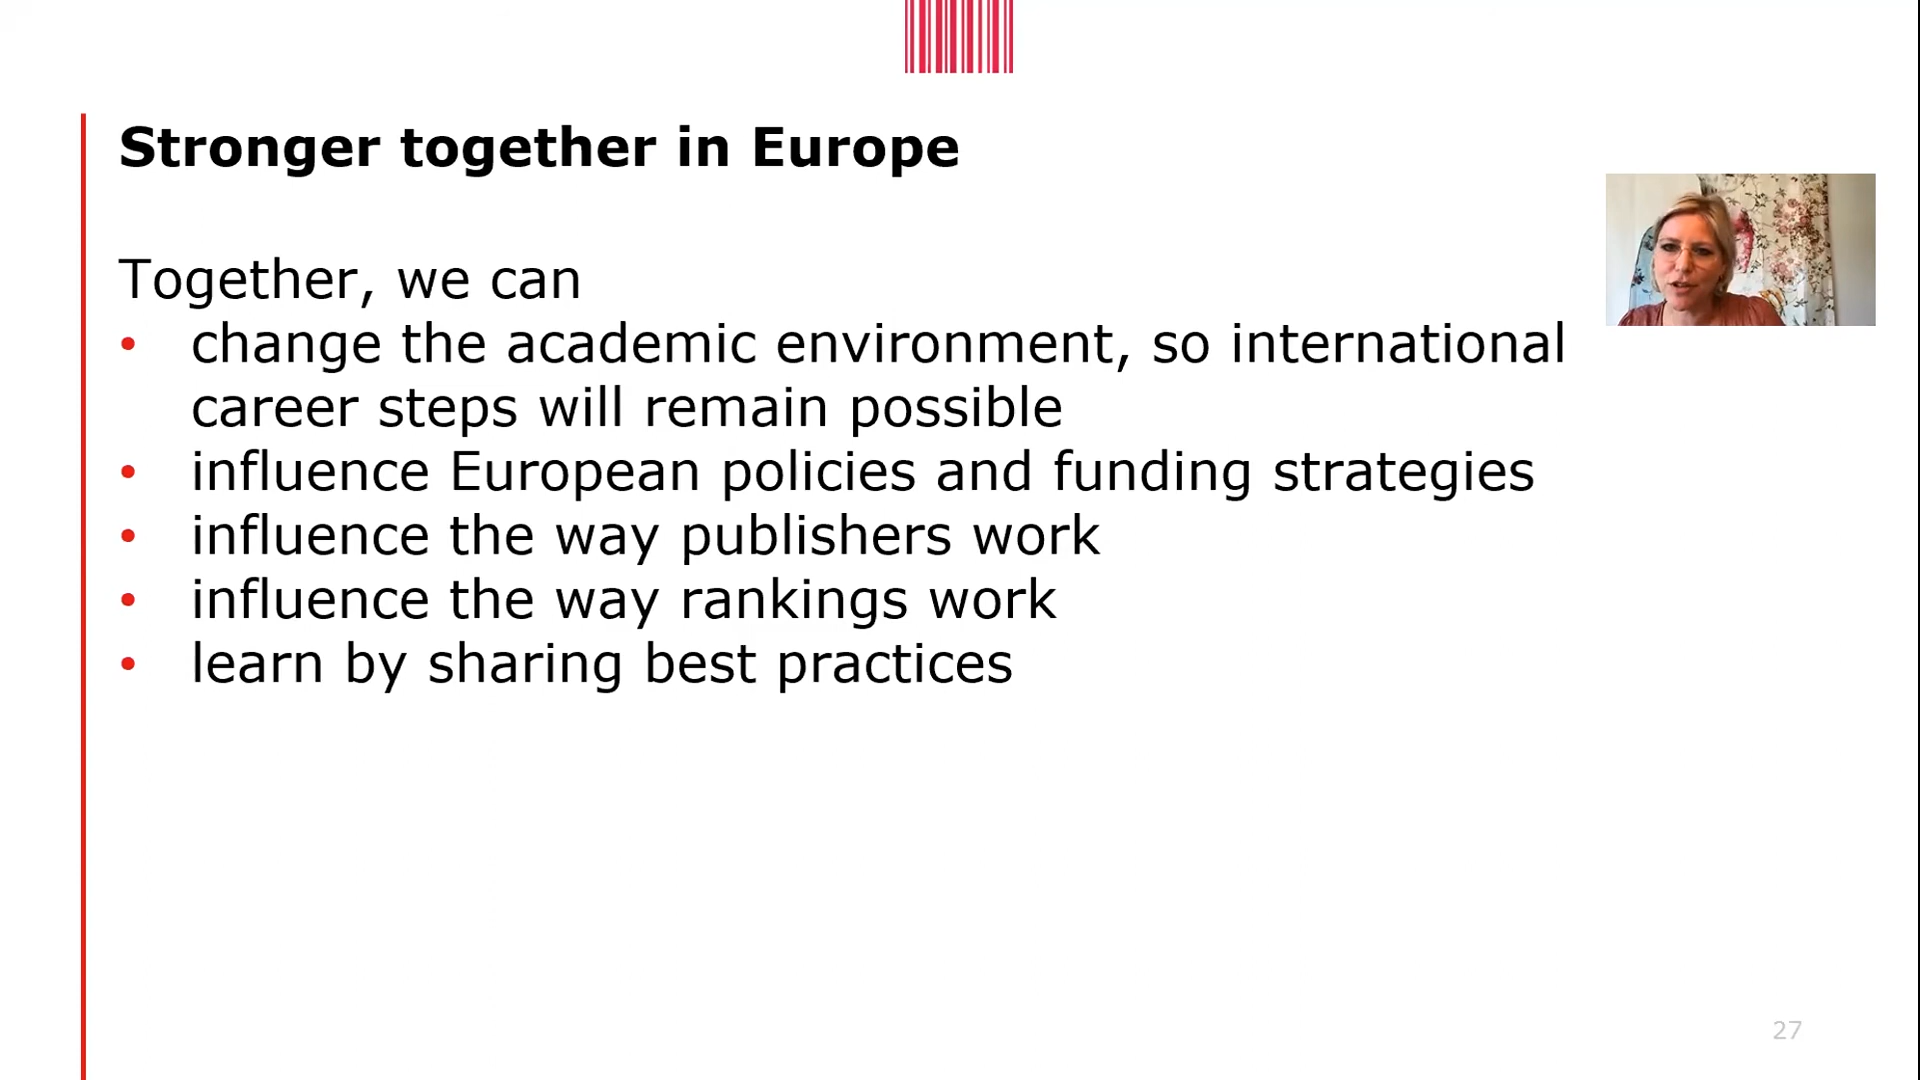 Stronger together in Europe
Together, we can
• change the academic environment, so international
career steps will remain possible
• influence European policies and funding strategies
• influence the way publishers work
• influence the way rankings work
• learn by sharing best practices
27